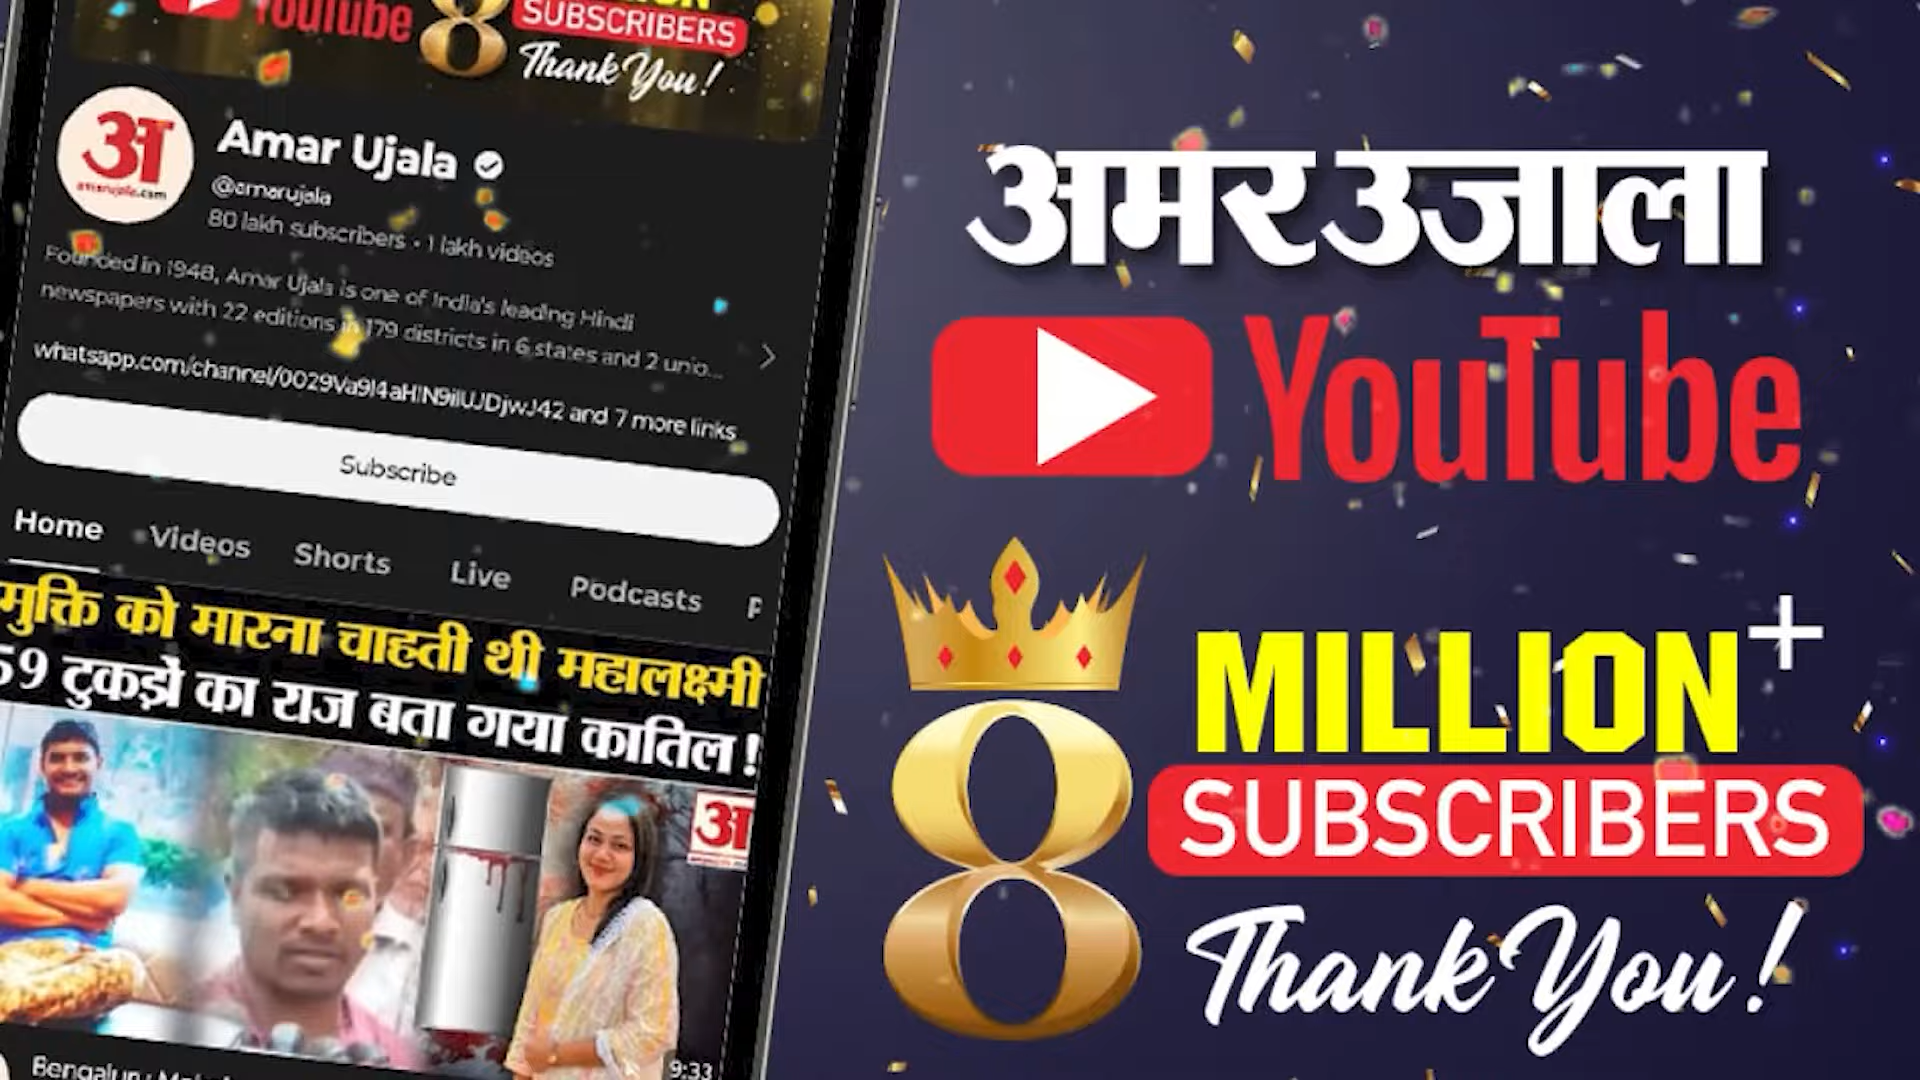 YouTube
8
SUBSCRIBERS
Thank You!
अ
amarujala.com
Amar Ujala
@amarujala
80 lakh subscribers • 1 lakh videos
Founded in 1948, Amar Ujala is one of India's leading Hindi
newspapers with 22 editions in 179 districts in 6 states and 2 unio...
and 7 more links
Subscribe
Home Videos Shorts Live Podcasts P
मुक्ति को मारना चाहती थी महालक्ष्मी
59 टुकड़ों का राज बता गया कातिल!
अ
9:33
Bengaluru
अमर उजाला
YouTube
8 MILLION+
SUBSCRIBERS
Thank You!